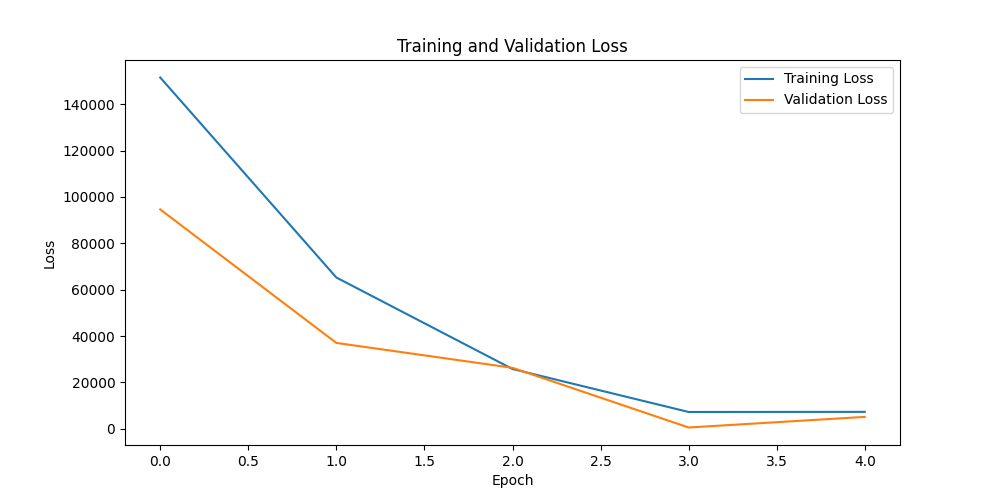 Training and Validation Loss
Training Loss
Validation Loss
140000
120000
100000
80000
60000
40000
20000
0
Loss
0.0 0.5 1.0 1.5 2.0 2.5 3.0 3.5 4.0
Epoch